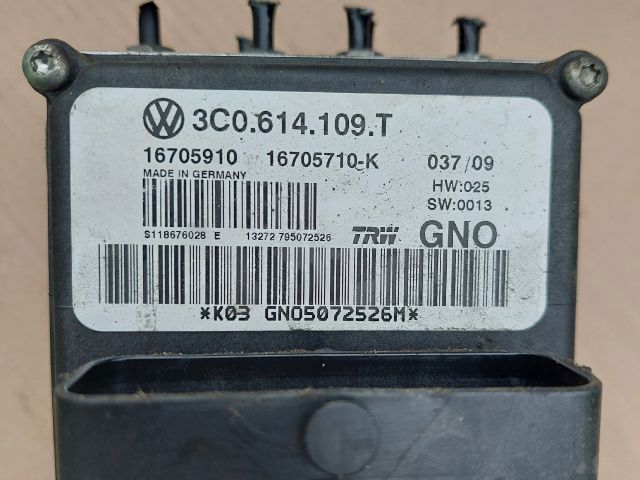 3C0.614.109.T
16705910 16705710-K 037/09
MADE IN GERMANY HW:025
SW:0013
S118676028 E 13272 795072526 TRW GNO
*K03 GNO5072526M*